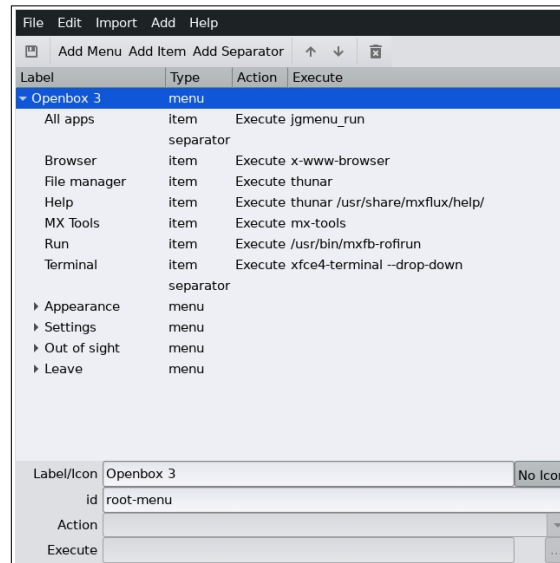 File Edit Import Add Help
Add Menu Add Item Add Separator
Label Type Action Execute
Openbox 3 menu
All apps item Execute jgmenu_run
separator
Browser item Execute x-www-browser
File manager item Execute thunar
Help item Execute thunar /usr/share/mxflux/help/
MX Tools item Execute mx-tools
Run item Execute /usr/bin/mxfb-rofirun
Terminal item Execute xfce4-terminal --drop-down
separator
Appearance menu
Settings menu
Out of sight menu
Leave menu
Label/Icon Openbox 3 No Icon
id root-menu
Action
Execute ...